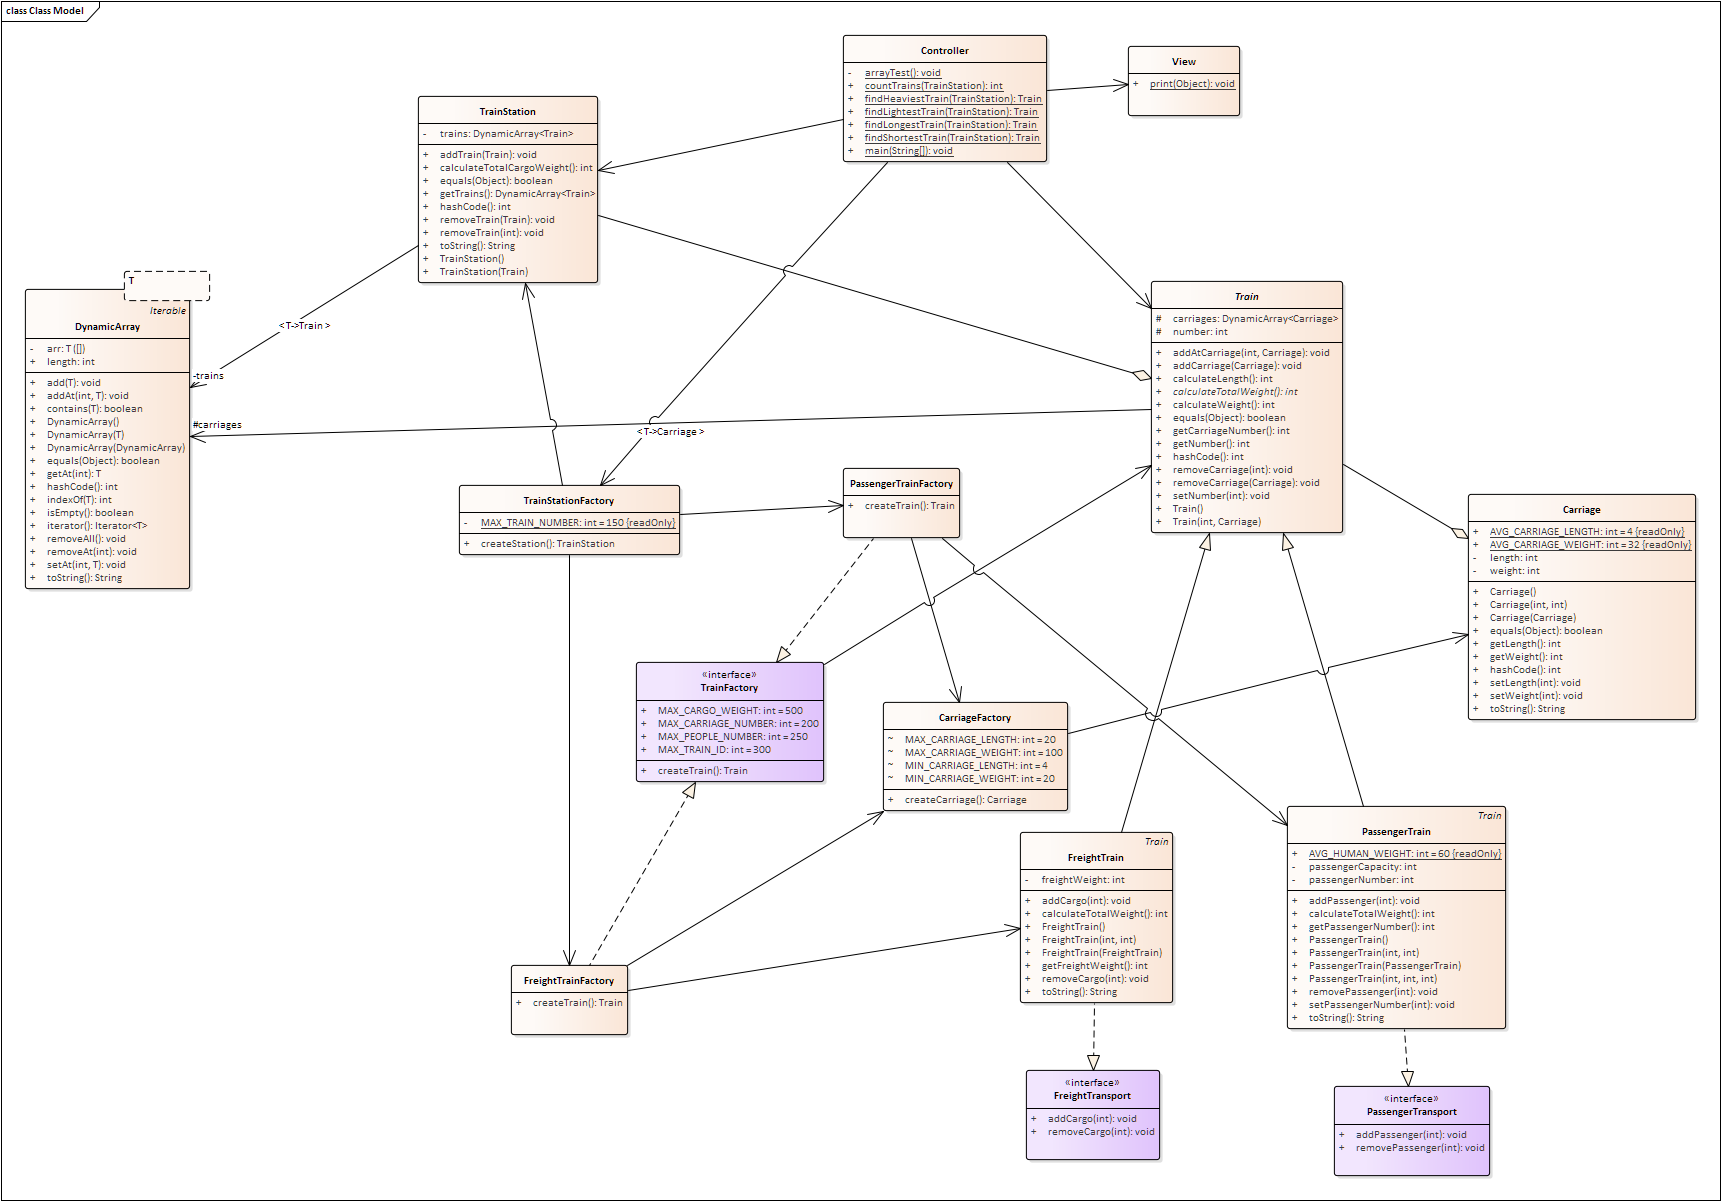 class Class Model
Controller
- arrayTest(): void
+ countTrains(TrainStation): int
+ findHeaviestTrain(TrainStation): Train
+ findLightestTrain(TrainStation): Train
+ findLongestTrain(TrainStation): Train
+ findShortestTrain(TrainStation): Train
+ main(String[]): void
View
+ print(Object): void
TrainStation
- trains: DynamicArray<Train>
+ addTrain(Train): void
+ calculateTotalCargoWeight(): int
+ equals(Object): boolean
+ getTrains(): DynamicArray<Train>
+ hashCode(): int
+ removeTrain(Train): void
+ removeTrain(int): void
+ toString(): String
+ TrainStation()
+ TrainStation(Train)
T
Iterable
DynamicArray
- arr: T ([])
+ length: int
+ add(T): void
+ addAt(int, T): void
+ contains(T): boolean
+ DynamicArray()
+ DynamicArray(T)
+ DynamicArray(DynamicArray)
+ equals(Object): boolean
+ getAt(int): T
+ hashCode(): int
+ indexOf(T): int
+ isEmpty(): boolean
+ iterator(): Iterator<T>
+ removeAll(): void
+ removeAt(int): void
+ setAt(int, T): void
+ toString(): String
< T->Train >
-trains
#carriages
< T->Carriage >
Train
# carriages: DynamicArray<Carriage>
# number: int
+ addAtCarriage(int, Carriage): void
+ addCarriage(Carriage): void
+ calculateLength(): int
+ calculateTotalWeight(): int
+ calculateWeight(): int
+ equals(Object): boolean
+ getCarriageNumber(): int
+ getNumber(): int
+ hashCode(): int
+ removeCarriage(int): void
+ removeCarriage(Carriage): void
+ setNumber(int): void
+ Train()
+ Train(int, Carriage)
TrainStationFactory
- MAX_TRAIN_NUMBER: int = 150 {readOnly}
+ createStation(): TrainStation
PassengerTrainFactory
+ createTrain(): Train
Carriage
+ AVG_CARRIAGE_LENGTH: int = 4 {readOnly}
+ AVG_CARRIAGE_WEIGHT: int = 32 {readOnly}
- length: int
- weight: int
+ Carriage()
+ Carriage(int, int)
+ Carriage(Carriage)
+ equals(Object): boolean
+ getLength(): int
+ getWeight(): int
+ hashCode(): int
+ setLength(int): void
+ setWeight(int): void
+ toString(): String
«interface»
TrainFactory
+ MAX_CARGO_WEIGHT: int = 500
+ MAX_CARRIAGE_NUMBER: int = 200
+ MAX_PEOPLE_NUMBER: int = 250
+ MAX_TRAIN_ID: int = 300
+ createTrain(): Train
CarriageFactory
~ MAX_CARRIAGE_LENGTH: int = 20
~ MAX_CARRIAGE_WEIGHT: int = 100
~ MIN_CARRIAGE_LENGTH: int = 4
~ MIN_CARRIAGE_WEIGHT: int = 20
+ createCarriage(): Carriage
Train
FreightTrain
- freightWeight: int
+ addCargo(int): void
+ calculateTotalWeight(): int
+ FreightTrain()
+ FreightTrain(int, int)
+ FreightTrain(FreightTrain)
+ getFreightWeight(): int
+ removeCargo(int): void
+ toString(): String
Train
PassengerTrain
+ AVG_HUMAN_WEIGHT: int = 60 {readOnly}
- passengerCapacity: int
- passengerNumber: int
+ addPassenger(int): void
+ calculateTotalWeight(): int
+ getPassengerNumber(): int
+ PassengerTrain()
+ PassengerTrain(int, int)
+ PassengerTrain(PassengerTrain)
+ PassengerTrain(int, int, int)
+ removePassenger(int): void
+ setPassengerNumber(int): void
+ toString(): String
FreightTrainFactory
+ createTrain(): Train
«interface»
FreightTransport
+ addCargo(int): void
+ removeCargo(int): void
«interface»
PassengerTransport
+ addPassenger(int): void
+ removePassenger(int): void